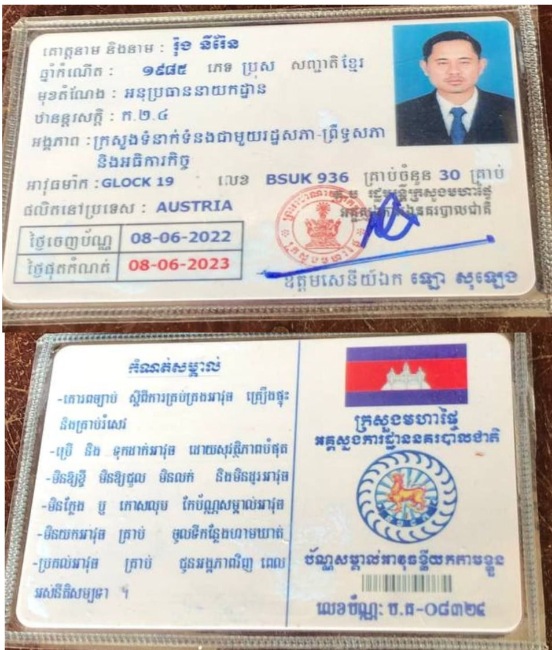 គោត្តនាម និងនាម : រ៉ុង នីវ៉ែន
ឆ្នាំកំណើត : ១៩៨៥ ភេទ ប្រុស សញ្ជាតិ ខ្មែរ
មុខតំណែង : អនុប្រធាននាយកដ្ឋាន
ឋានន្តរស័ក្តិ : ក.២.៤
អង្គភាព : ក្រសួងទំនាក់ទំនងជាមួយរដ្ឋសភា-ព្រឹទ្ធសភា
និងអធិការកិច្ច
អាវុធម៉ាក : GLOCK 19 លេខ BSUK 936 គ្រាប់ចំនួន 30 គ្រាប់
ផលិតនៅប្រទេស : AUSTRIA
ថ្ងៃចេញប័ណ្ណ 08-06-2022
ថ្ងៃផុតកំណត់ 08-06-2023
ក្រសួងមហាផ្ទៃ
ឧត្តមសេនីយ៍ឯក ឡោ សុឡេង
កំណត់សម្គាល់
-គោរពច្បាប់ ស្តីពីការគ្រប់គ្រងអាវុធ គ្រឿងផ្ទុះ
និងគ្រាប់រំសេវ
-ប្រើ និង ទុកដាក់អាវុធ ដោយសុវត្ថិភាពបំផុត
-មិនឱ្យខ្ចី មិនឱ្យជួល មិនលក់ និងមិនដូរអាវុធ
-មិនក្លែង ឬ កោសលុប កែប័ណ្ណសម្គាល់អាវុធ
-មិនយកអាវុធ គ្រាប់ ចូលទីកន្លែងហាមឃាត់
-ប្រគល់អាវុធ គ្រាប់ ជូនអង្គភាពវិញ ពេល
អស់នីតិសម្បទា ។
ក្រសួងមហាផ្ទៃ
អគ្គស្នងការដ្ឋាននគរបាលជាតិ
ប័ណ្ណសម្គាល់អាវុធខ្លីយកតាមខ្លួន
លេខប័ណ្ណ: ប.គ-០៨៣២៩